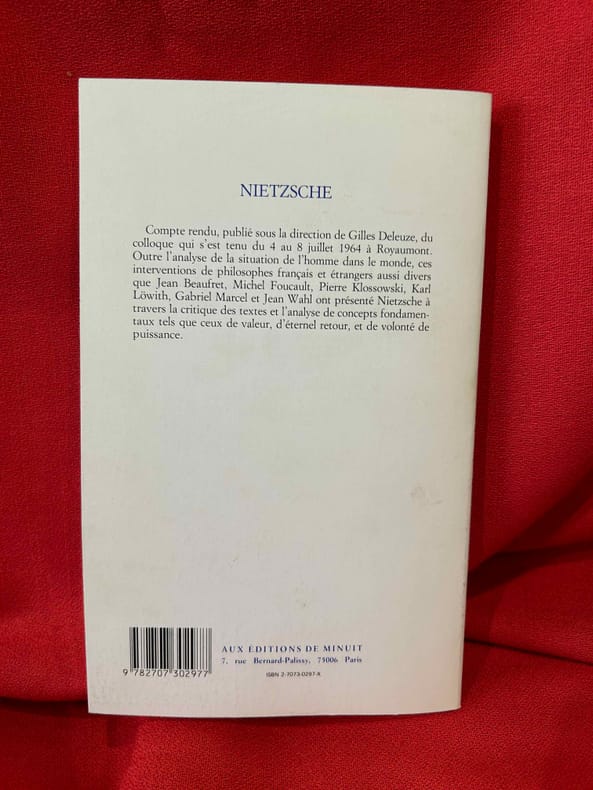 NIETZSCHE
Compte rendu, publié sous la direction de Gilles Deleuze, du
colloque qui s'est tenu du 4 au 8 juillet 1964 à Royaumont.
Outre l'analyse de la situation de l'homme dans le monde, ces
interventions de philosophes français et étrangers aussi divers
que Jean Beaufret, Michel Foucault, Pierre Klossowski, Karl
Löwith, Gabriel Marcel et Jean Wahl ont présenté Nietzsche à
travers la critique des textes et l'analyse de concepts fondamen-
taux tels que ceux de valeur, d'éternel retour, et de volonté de
puissance.
AUX ÉDITIONS DE MINUIT
7, rue Bernard-Palissy, 75006 Paris
ISBN 2-7073-0297-X
9 782707 302977